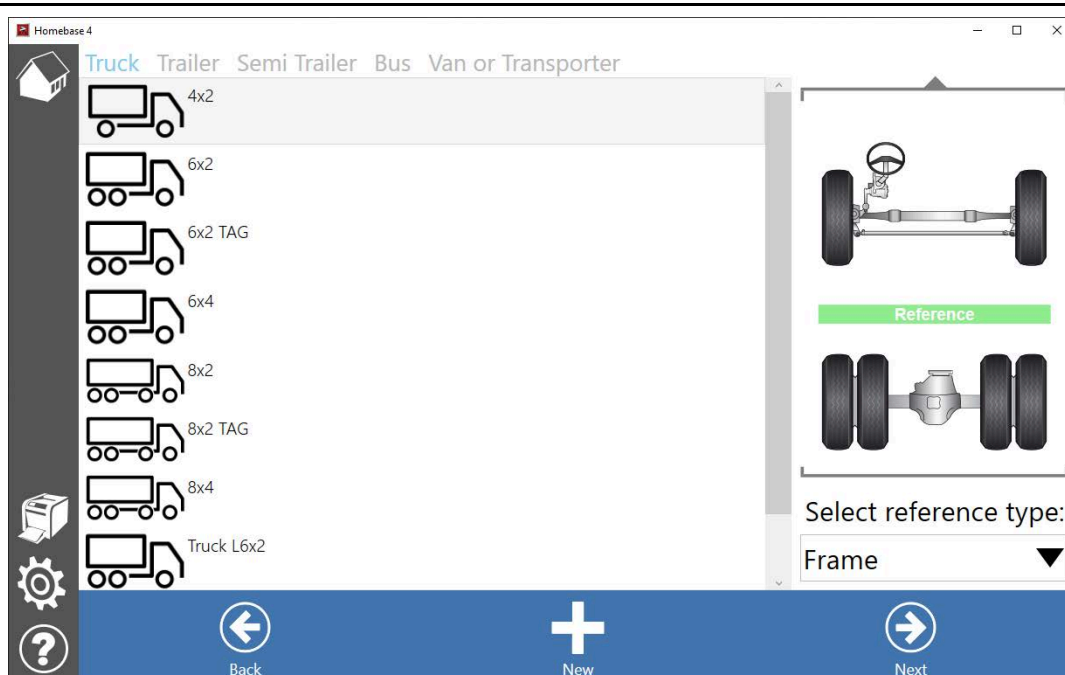 Homebase 4
Truck Trailer Semi Trailer Bus Van or Transporter
4x2
6x2
6x2 TAG
6x4
8x2
8x2 TAG
8x4
Truck L6x2
Reference
Select reference type:
Frame
?
Back New Next